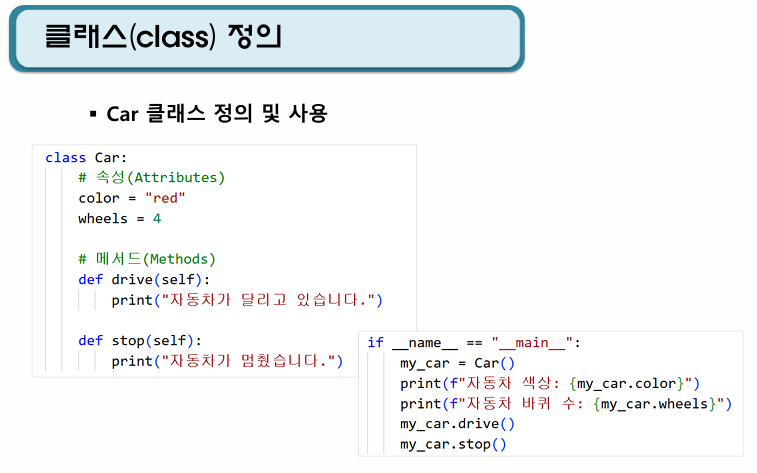 클래스(class) 정의
▪ Car 클래스 정의 및 사용
class Car:
    # 속성(Attributes)
    color = "red"
    wheels = 4
    # 메서드(Methods)
    def drive(self):
        print("자동차가 달리고 있습니다.")
    def stop(self):
        print("자동차가 멈췄습니다.")
if __name__ == "__main__":
    my_car = Car()
    print(f"자동차 색상: {my_car.color}")
    print(f"자동차 바퀴 수: {my_car.wheels}")
    my_car.drive()
    my_car.stop()